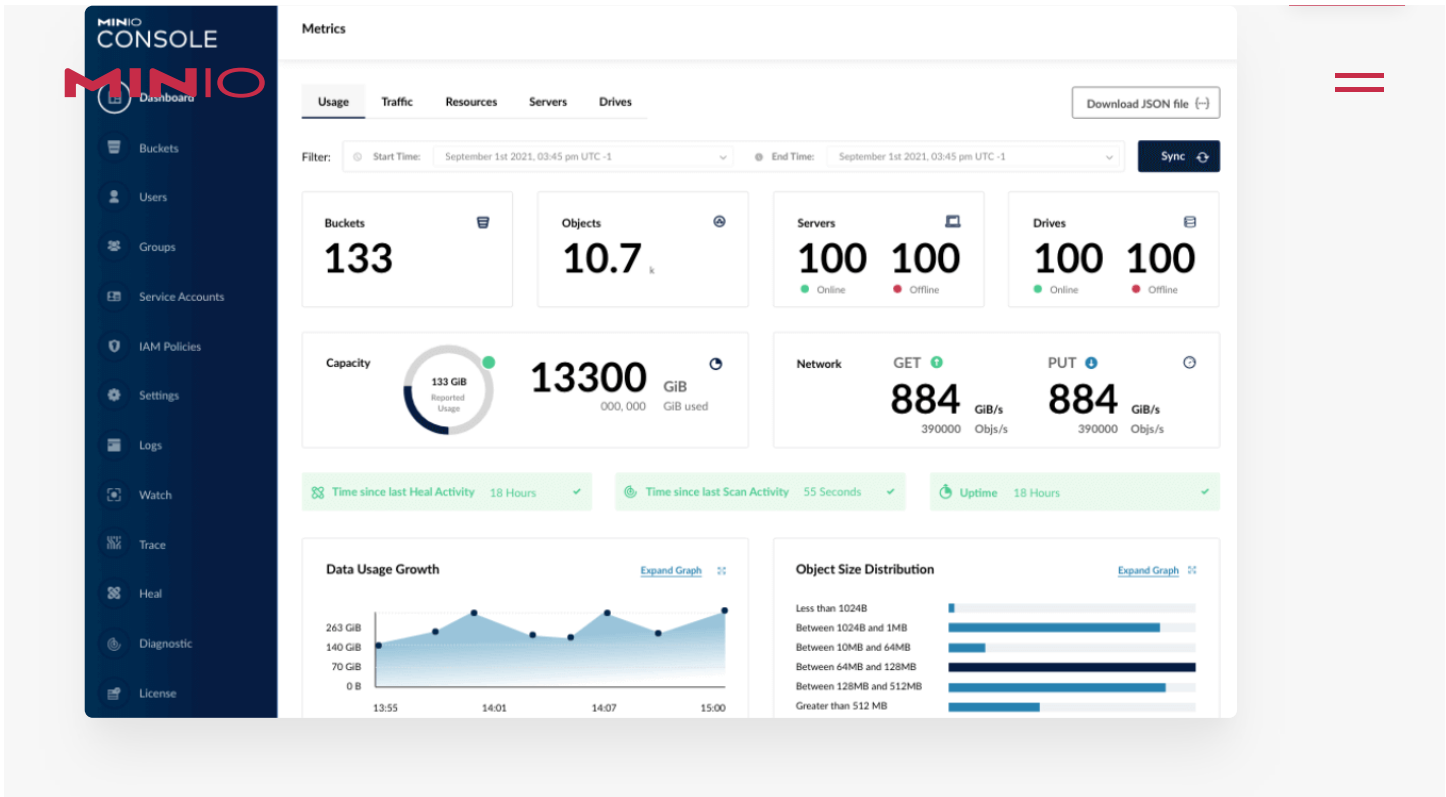 MINIO
CONSOLE
MINIO
Dashboard
Buckets
Users
Groups
Service Accounts
IAM Policies
Settings
Logs
Watch
Trace
Heal
Diagnostic
License
Metrics
Usage Traffic Resources Servers Drives
Download JSON file {--}
Filter: Start Time: September 1st 2021, 03:45 pm UTC -1 End Time: September 1st 2021, 03:45 pm UTC -1 Sync
Buckets
133
Objects
10.7 k
Servers
100 100
Online Offline
Drives
100 100
Online Offline
Capacity
133 GiB
Reported
Usage
13300 GiB
000, 000 GiB used
Network
GET PUT
884 GiB/s 884 GiB/s
390000 Objs/s 390000 Objs/s
Time since last Heal Activity 18 Hours
Time since last Scan Activity 55 Seconds
Uptime 18 Hours
Data Usage Growth Expand Graph
263 GiB
140 GiB
70 GiB
0 B
13:55 14:01 14:07 15:00
Object Size Distribution Expand Graph
Less than 1024B
Between 1024B and 1MB
Between 10MB and 64MB
Between 64MB and 128MB
Between 128MB and 512MB
Greater than 512 MB